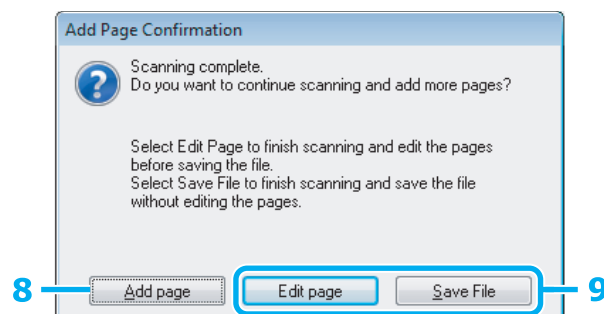 Add Page Confirmation
Scanning complete.
Do you want to continue scanning and add more pages?
Select Edit Page to finish scanning and edit the pages
before saving the file.
Select Save File to finish scanning and save the file
without editing the pages.
8 Add page Edit page Save File 9